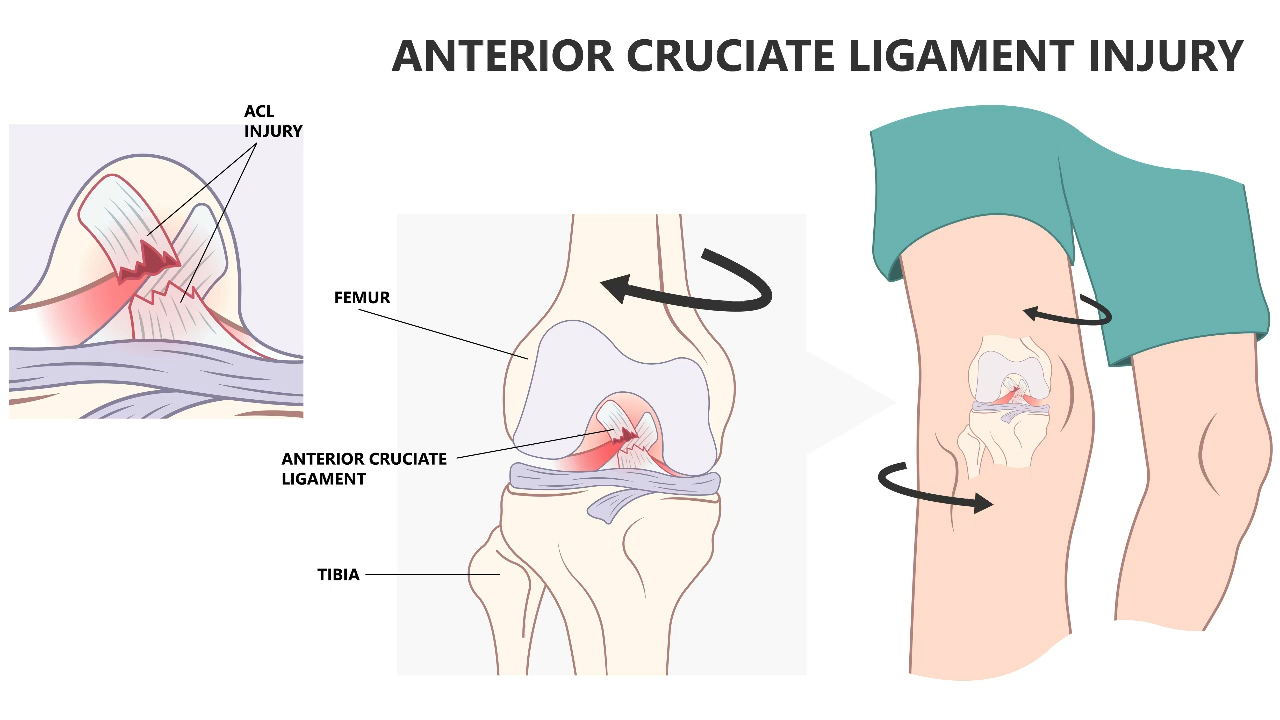 ANTERIOR CRUCIATE LIGAMENT INJURY
ACL
INJURY
FEMUR
ANTERIOR CRUCIATE
LIGAMENT
TIBIA